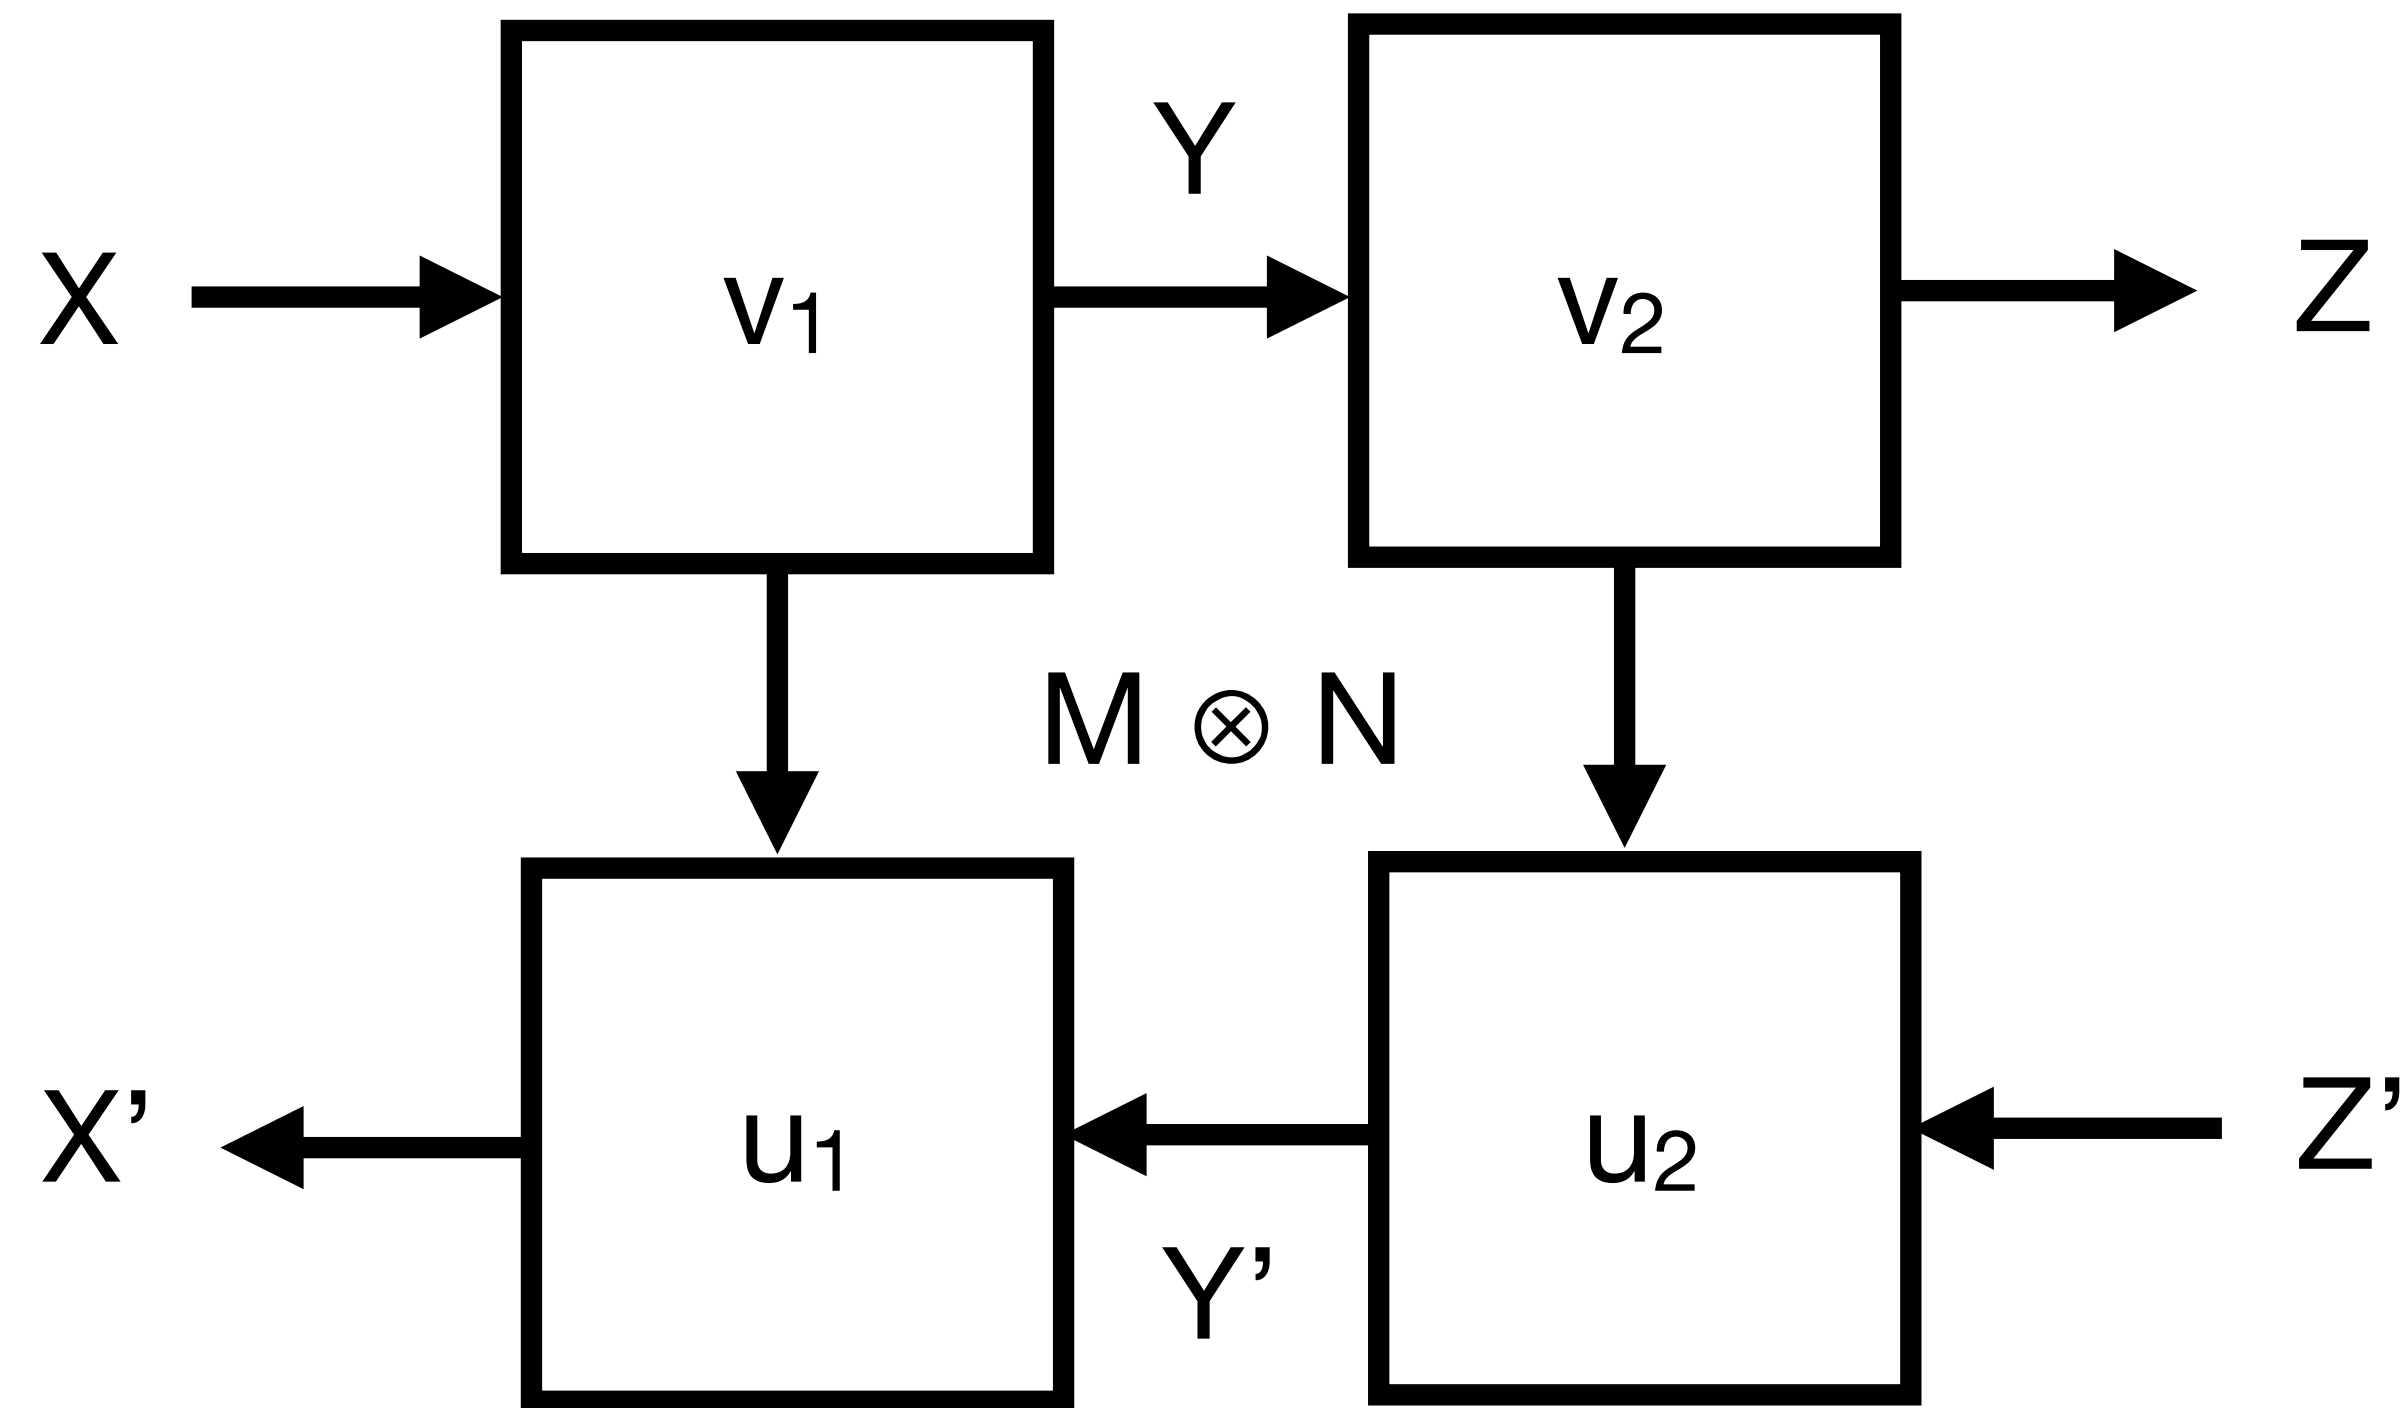 Y
X v₁ v₂ Z
M ⊗ N
X’ u₁ u₂ Z’
Y’